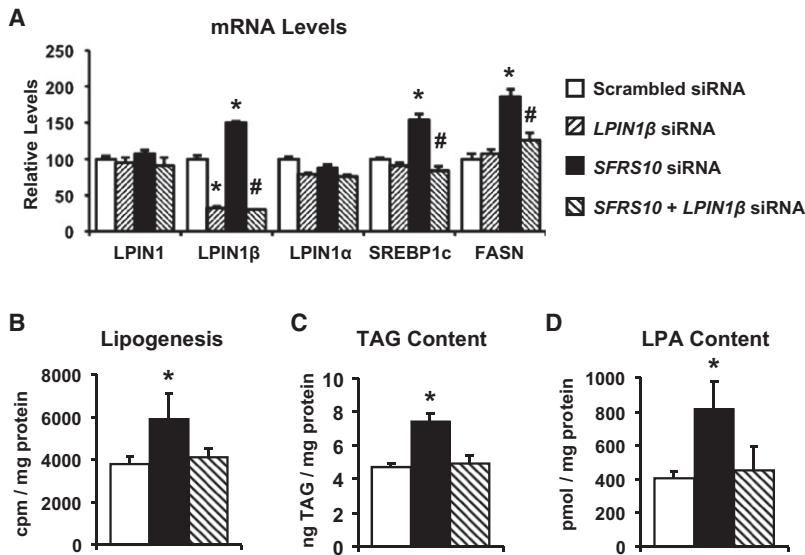 A
mRNA Levels
Relative Levels
250
200
150
100
50
0
*
#
*
*
#
*
#
LPIN1 LPIN1β LPIN1α SREBP1c FASN
Scrambled siRNA
LPIN1β siRNA
SFRS10 siRNA
SFRS10 + LPIN1β siRNA
B
Lipogenesis
cpm / mg protein
8000
6000
4000
2000
0
*
C
TAG Content
ng TAG / mg protein
10
8
6
4
2
0
*
D
LPA Content
pmol / mg protein
1000
800
600
400
200
0
*